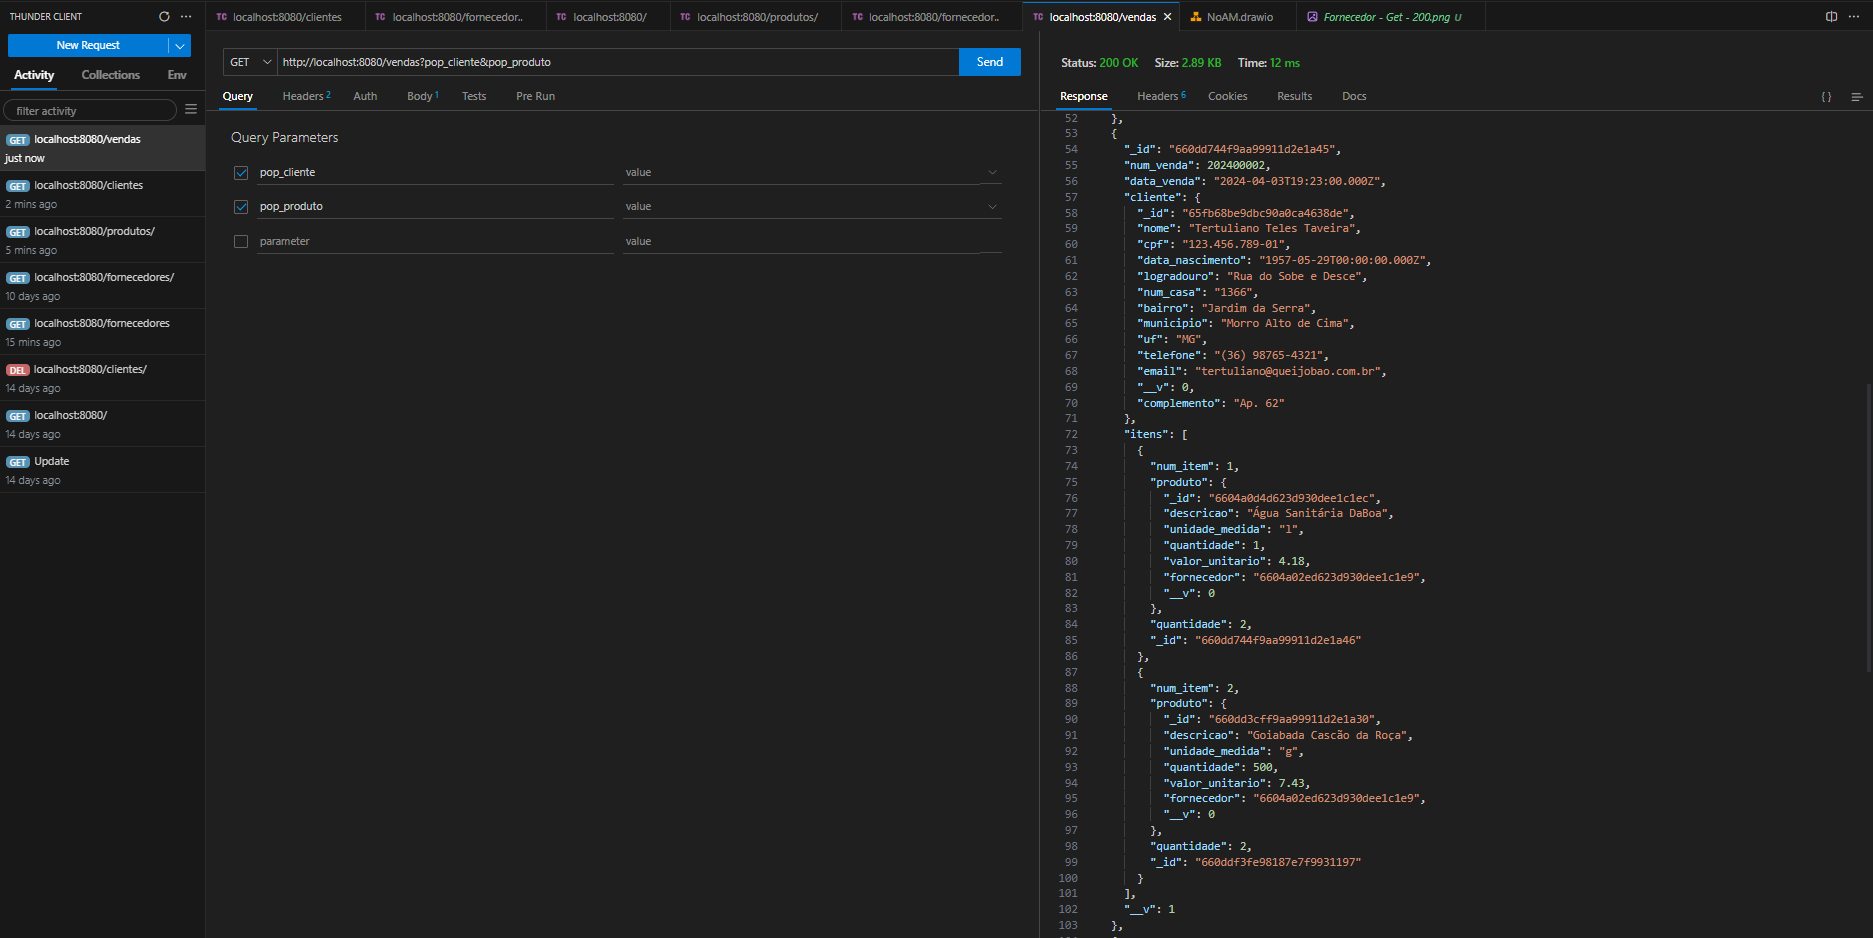 THUNDER CLIENT
New Request
Activity Collections Env
filter activity
GET localhost:8080/vendas
just now
GET localhost:8080/clientes
2 mins ago
GET localhost:8080/produtos/
5 mins ago
GET localhost:8080/fornecedores/
10 days ago
GET localhost:8080/fornecedores
15 mins ago
DEL localhost:8080/clientes/
14 days ago
GET localhost:8080/
14 days ago
GET Update
14 days ago
TC localhost:8080/clientes
TC localhost:8080/fornecedor..
TC localhost:8080/
TC localhost:8080/produtos/
TC localhost:8080/fornecedor..
TC localhost:8080/vendas
NoAM.drawio
Fornecedor - Get - 200.png U
GET http://localhost:8080/vendas?pop_cliente&pop_produto Send
Query Headers 2 Auth Body 1 Tests Pre Run
Query Parameters
pop_cliente value
pop_produto value
parameter value
Status: 200 OK Size: 2.89 KB Time: 12 ms
Response Headers 6 Cookies Results Docs { }
52 },
53 {
54 "_id": "660dd744f9aa99911d2e1a45",
55 "num_venda": 202400002,
56 "data_venda": "2024-04-03T19:23:00.000Z",
57 "cliente": {
58 "_id": "65fb68be9dbc90a0ca4638de",
59 "nome": "Tertuliano Teles Taveira",
60 "cpf": "123.456.789-01",
61 "data_nascimento": "1957-05-29T00:00:00.000Z",
62 "logradouro": "Rua do Sobe e Desce",
63 "num_casa": "1366",
64 "bairro": "Jardim da Serra",
65 "municipio": "Morro Alto de Cima",
66 "uf": "MG",
67 "telefone": "(36) 98765-4321",
68 "email": "tertuliano@queijobao.com.br",
69 "__v": 0,
70 "complemento": "Ap. 62"
71 },
72 "itens": [
73 {
74 "num_item": 1,
75 "produto": {
76 "_id": "6604a0d4d623d930dee1c1ec",
77 "descricao": "Água Sanitária DaBoa",
78 "unidade_medida": "l",
79 "quantidade": 1,
80 "valor_unitario": 4.18,
81 "fornecedor": "6604a02ed623d930dee1c1e9",
82 "__v": 0
83 },
84 "quantidade": 2,
85 "_id": "660dd744f9aa99911d2e1a46"
86 },
87 {
88 "num_item": 2,
89 "produto": {
90 "_id": "660dd3cff9aa99911d2e1a30",
91 "descricao": "Goiabada Cascão da Roça",
92 "unidade_medida": "g",
93 "quantidade": 500,
94 "valor_unitario": 7.43,
95 "fornecedor": "6604a02ed623d930dee1c1e9",
96 "__v": 0
97 },
98 "quantidade": 2,
99 "_id": "660ddf3fe98187e7f9931197"
100 }
101 ],
102 "__v": 1
103 },